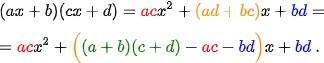 (ax + b)(cx + d) = acx² + (ad + bc)x + bd =
= acx² + ((a + b)(c + d) − ac − bd)x + bd .